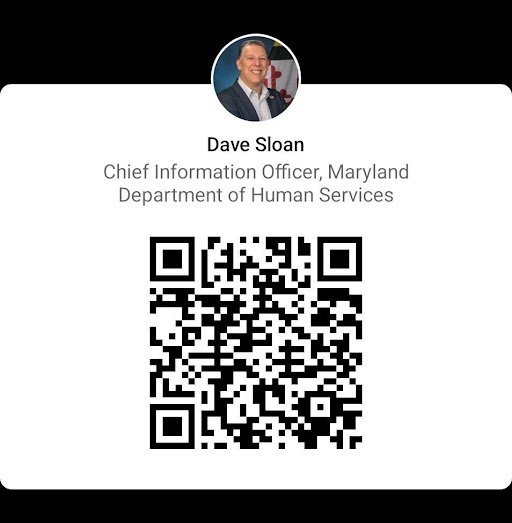 Dave Sloan
Chief Information Officer, Maryland
Department of Human Services